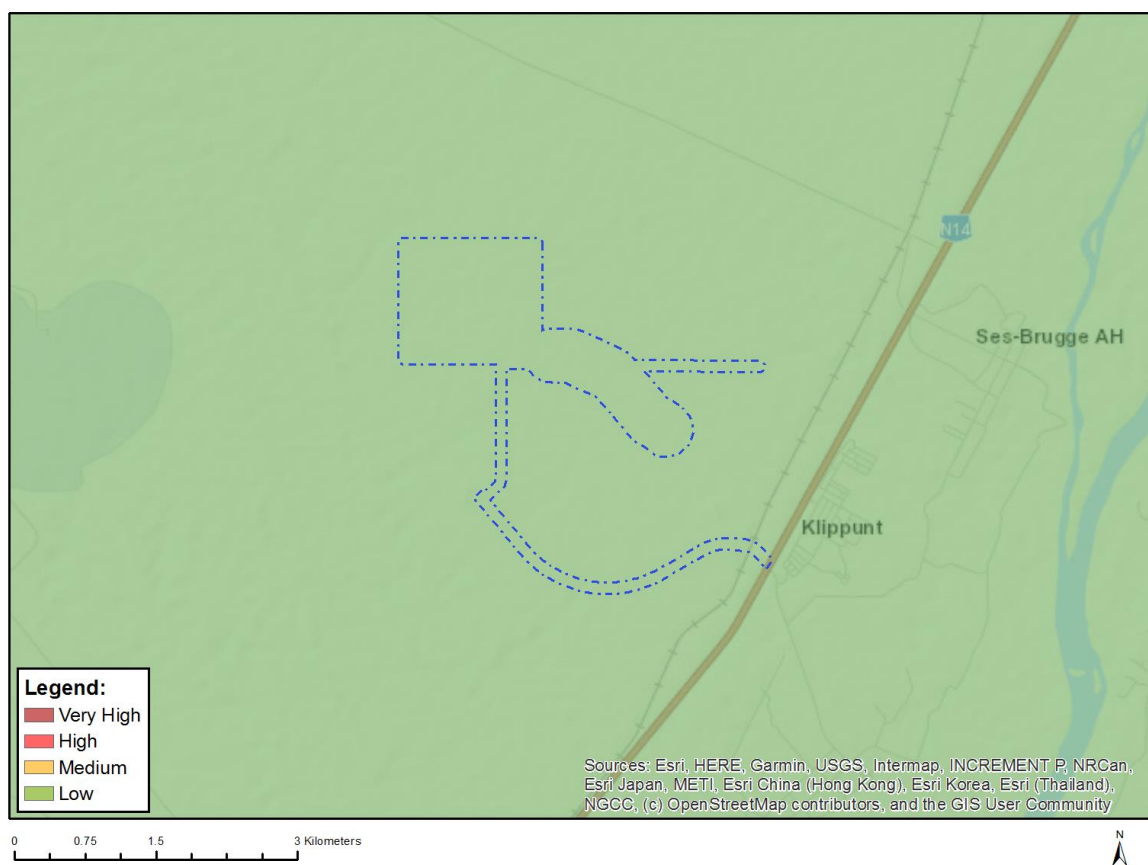 N14
Ses-Brugge AH
Klippunt
Legend:
Very High
High
Medium
Low
Sources: Esri, HERE, Garmin, USGS, Intermap, INCREMENT P, NRCan,
Esri Japan, METI, Esri China (Hong Kong), Esri Korea, Esri (Thailand),
NGCC, (c) OpenStreetMap contributors, and the GIS User Community
0 0.75 1.5 3 Kilometers
N